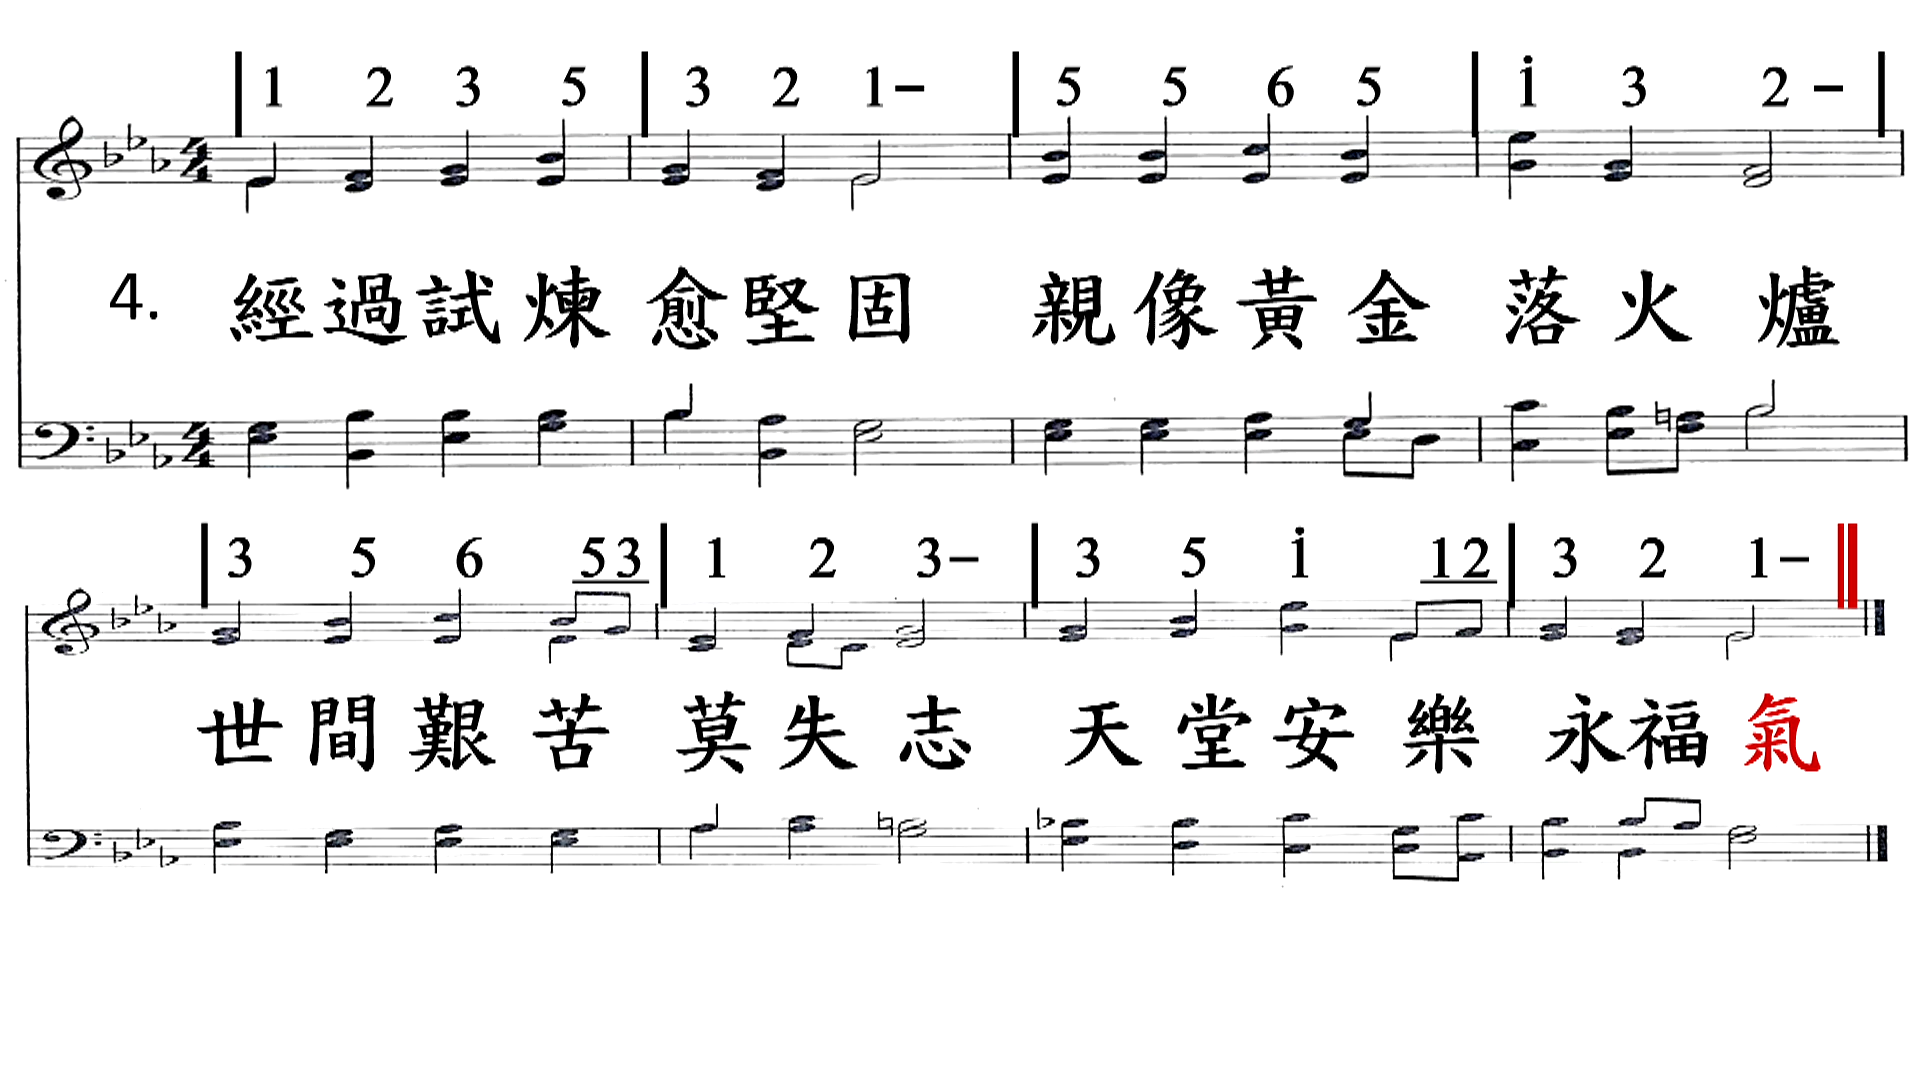 1 2 3 5 3 2 1– 5 5 6 5 i 3 2 –
4. 經過試煉 愈堅固 親像黃金 落火爐
3 5 6 53 1 2 3– 3 5 i 12 3 2 1–
世間艱苦 莫失志 天堂安樂 永福氣